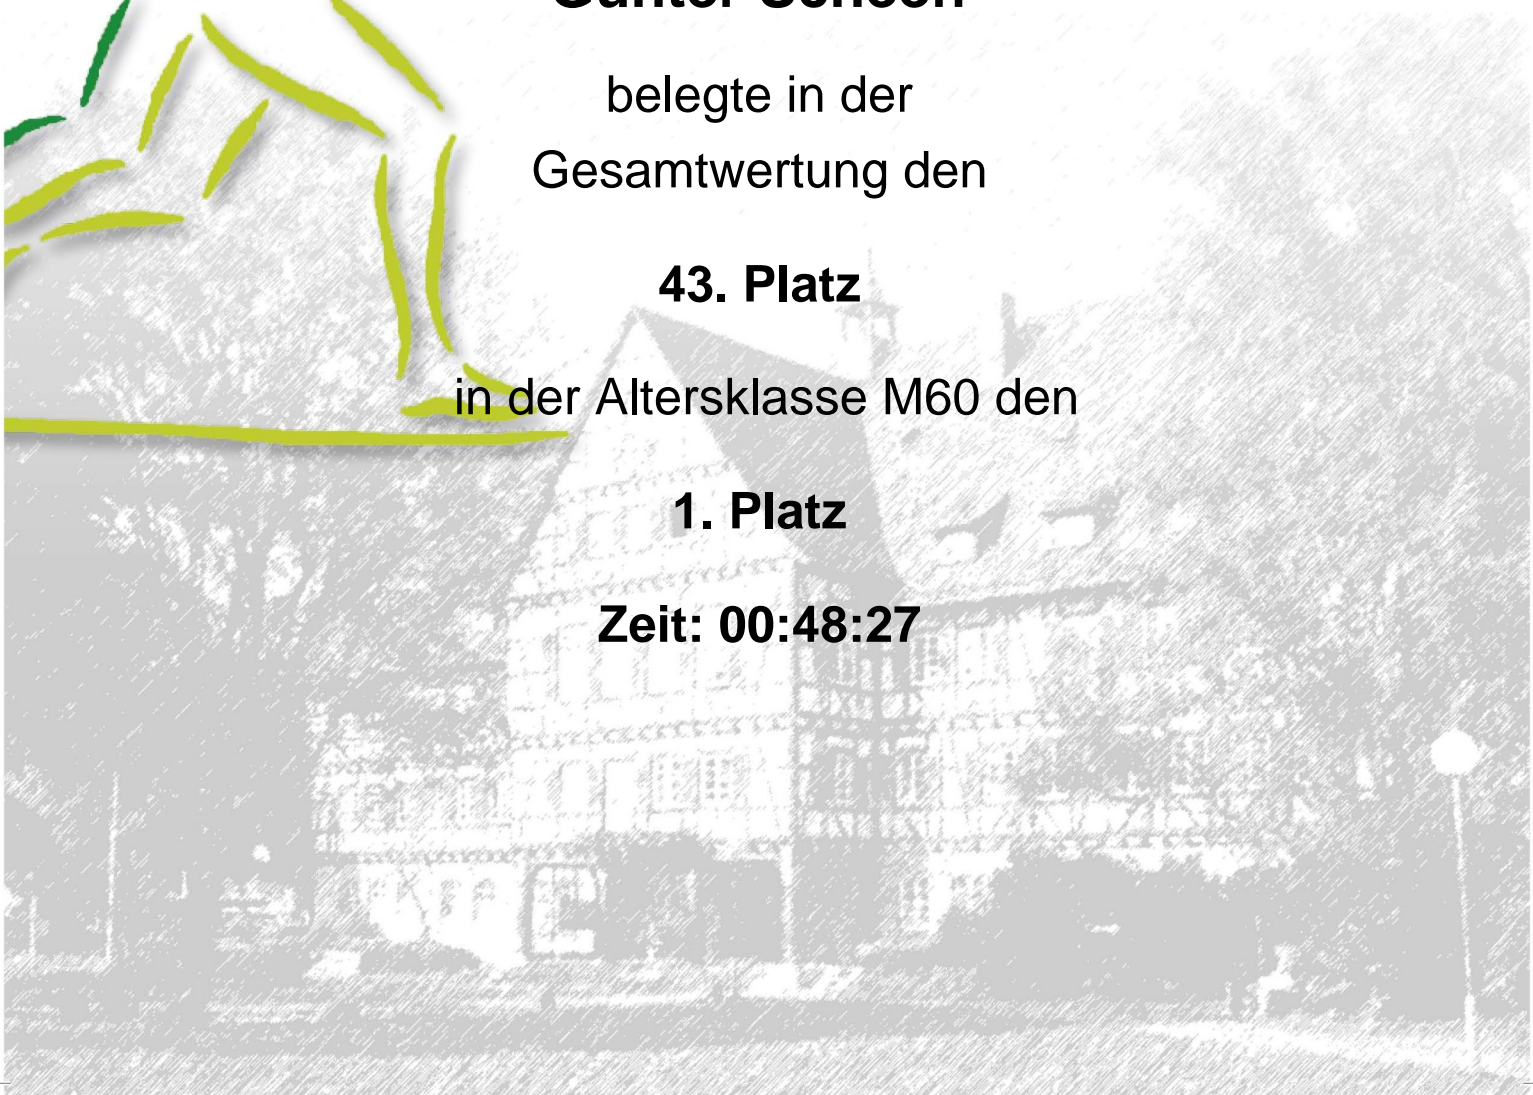 belegte in der
Gesamtwertung den
43. Platz
in der Altersklasse M60 den
1. Platz
Zeit: 00:48:27